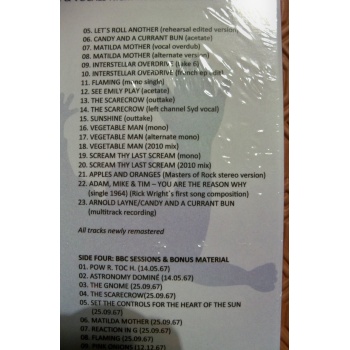 05. LET'S ROLL ANOTHER (rehearsal edited version)
06. CANDY AND A CURRANT BUN (acetate)
07. MATILDA MOTHER (vocal overdub)
08. MATILDA MOTHER (alternate version)
09. INTERSTELLAR OVERDRIVE (take 6)
10. INTERSTELLAR OVERDRIVE (french ep edit)
11. FLAMING (mono single)
12. SEE EMILY PLAY (acetate)
13. THE SCARECROW (outtake)
14. THE SCARECROW (left channel Syd vocal)
15. SUNSHINE (outtake)
16. VEGETABLE MAN (mono)
17. VEGETABLE MAN (alternate mono)
18. VEGETABLE MAN (2010 mix)
19. SCREAM THY LAST SCREAM (mono)
20. SCREAM THY LAST SCREAM (2010 mix)
21. APPLES AND ORANGES (Masters of Rock stereo version)
22. ADAM, MIKE & TIM – YOU ARE THE REASON WHY
(single 1964) (Rick Wright´s first song composition)
23. ARNOLD LAYNE/CANDY AND A CURRANT BUN
(multitrack recording)
All tracks newly remastered
SIDE FOUR: BBC SESSIONS & BONUS MATERIAL
01. POW R. TOC H. (14.05.67)
02. ASTRONOMY DOMINÉ (14.05.67)
03. THE GNOME (25.09.67)
04. THE SCARECROW(25.09.67)
05. SET THE CONTROLS FOR THE HEART OF THE SUN
(25.09.67)
06. MATILDA MOTHER (25.09.67)
07. REACTION IN G (25.09.67)
08. FLAMING (25.09.67)
(12.12.67)